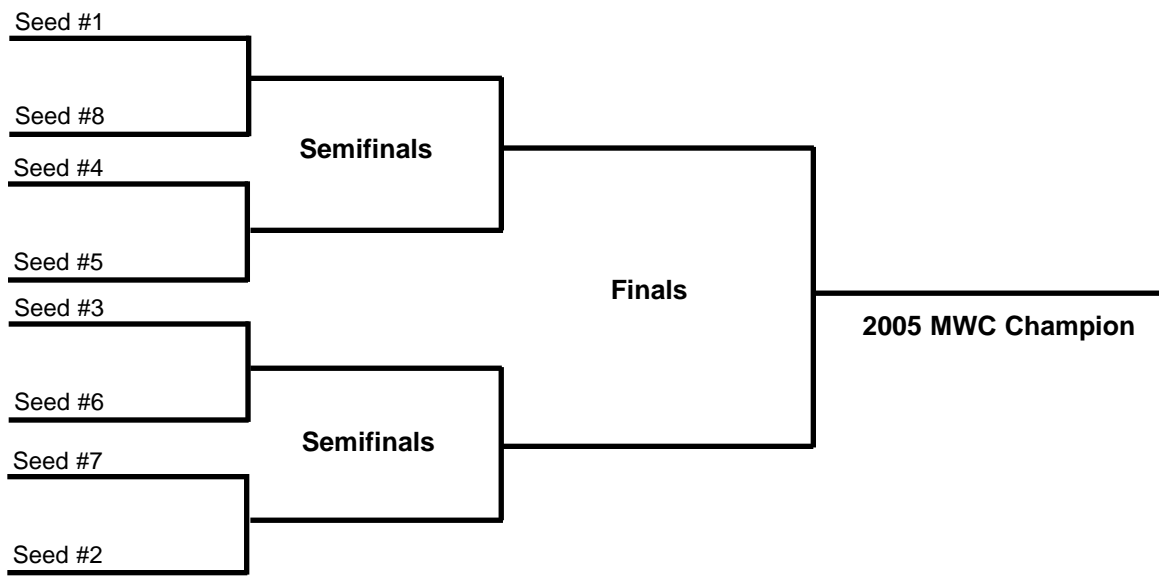 Seed #1
Seed #8
Semifinals
Seed #4
Seed #5
Finals
Seed #3
2005 MWC Champion
Seed #6
Semifinals
Seed #7
Seed #2